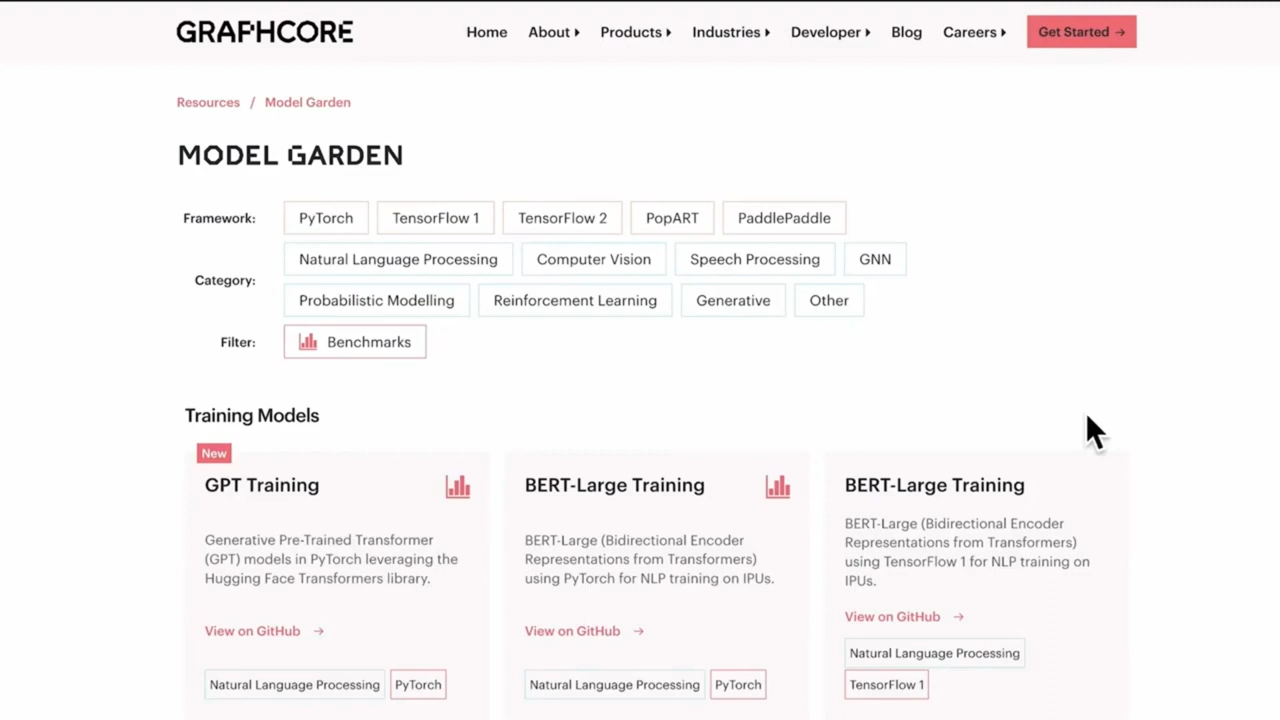 GRAPHCORE
Home About Products Industries Developer Blog Careers Get Started →
Resources / Model Garden
MODEL GARDEN
Framework: PyTorch TensorFlow 1 TensorFlow 2 PopART PaddlePaddle
Category: Natural Language Processing Computer Vision Speech Processing GNN
Probabilistic Modelling Reinforcement Learning Generative Other
Filter: Benchmarks
Training Models
New
GPT Training
Generative Pre-Trained Transformer
(GPT) models in PyTorch leveraging the
Hugging Face Transformers library.
View on GitHub →
Natural Language Processing PyTorch
BERT-Large Training
BERT-Large (Bidirectional Encoder
Representations from Transformers)
using PyTorch for NLP training on IPUs.
View on GitHub →
Natural Language Processing PyTorch
BERT-Large Training
BERT-Large (Bidirectional Encoder
Representations from Transformers)
using TensorFlow 1 for NLP training on
IPUs.
View on GitHub →
Natural Language Processing
TensorFlow 1